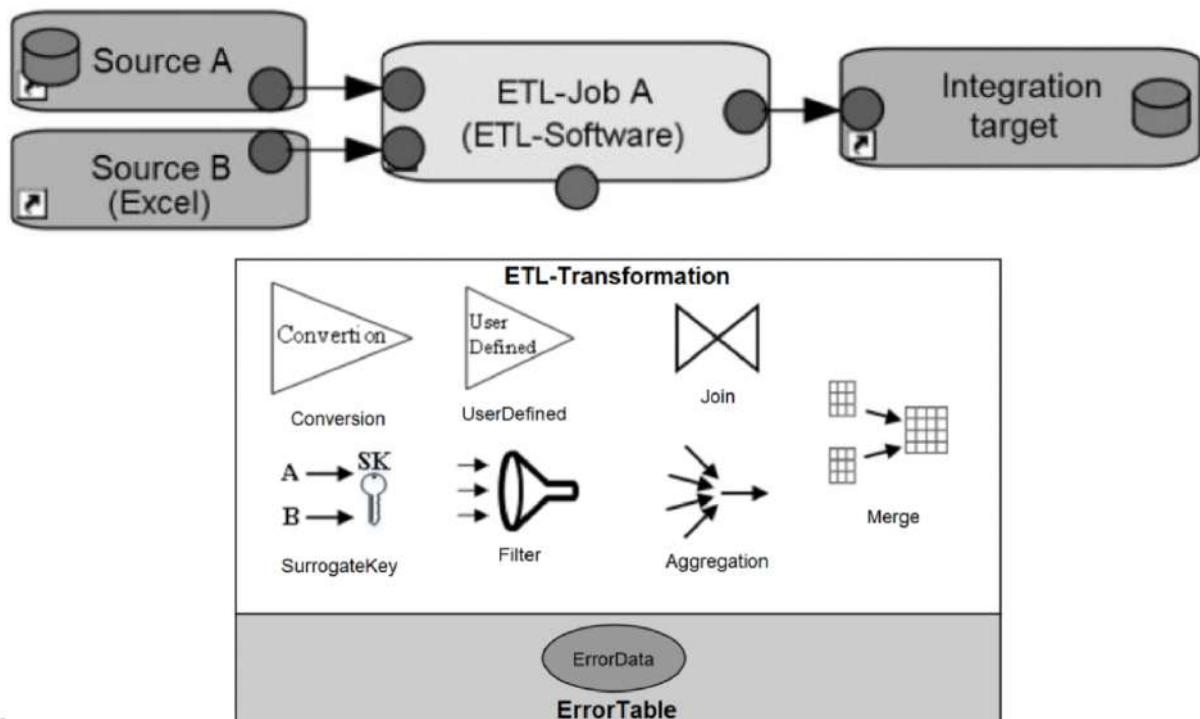 Source A
Source B
(Excel)
ETL-Job A
(ETL-Software)
Integration
target
ETL-Transformation
Convertion
Conversion
User
Defined
UserDefined
Join
Merge
A
B
SK
SurrogateKey
Filter
Aggregation
ErrorData
ErrorTable